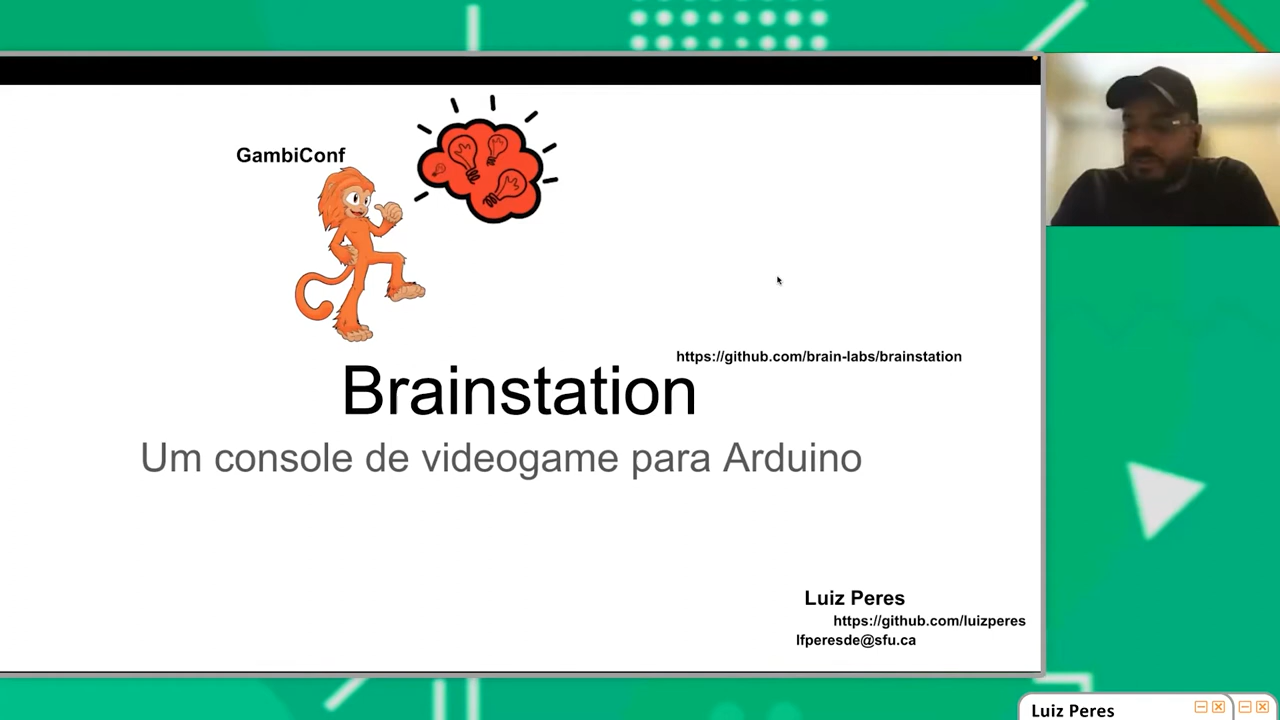 GambiConf
https://github.com/brain-labs/brainstation
Brainstation
Um console de videogame para Arduino
Luiz Peres
https://github.com/luizperes
lfperesde@sfu.ca
Luiz Peres